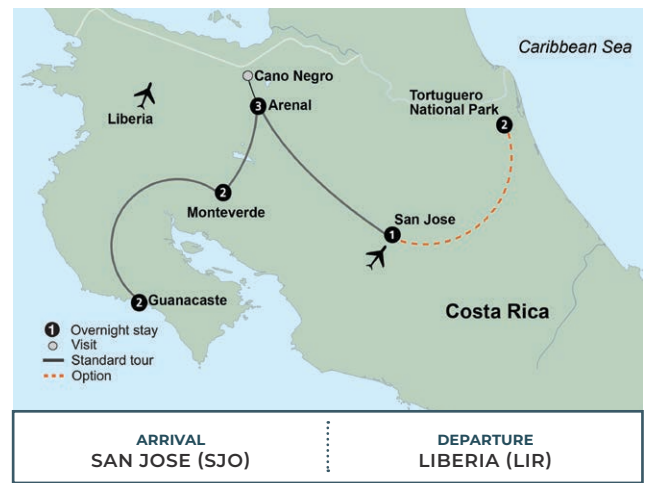 Caribbean Sea
Cano Negro
Liberia
3 Arenal
Tortuguero
National Park
2
2
Monteverde
San Jose
1
2 Guanacaste
Costa Rica
1 Overnight stay
Visit
Standard tour
Option
ARRIVAL
SAN JOSE (SJO)
DEPARTURE
LIBERIA (LIR)